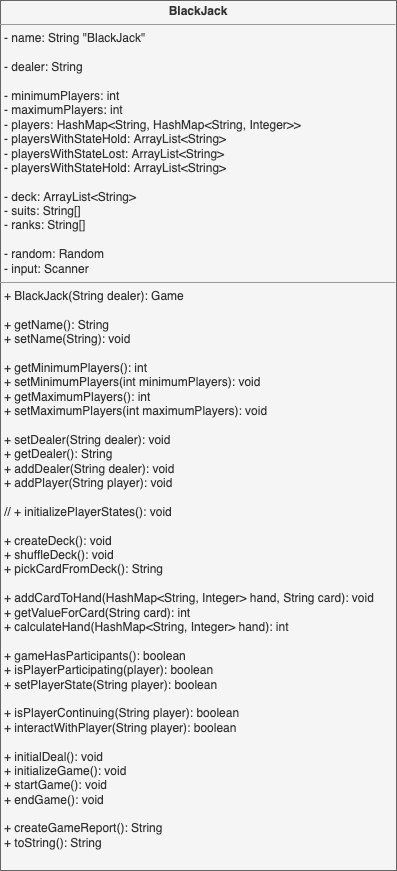 BlackJack
- name: String "BlackJack"
- dealer: String
- minimumPlayers: int
- maximumPlayers: int
- players: HashMap<String, HashMap<String, Integer>>
- playersWithStateHold: ArrayList<String>
- playersWithStateLost: ArrayList<String>
- playersWithStateHold: ArrayList<String>
- deck: ArrayList<String>
- suits: String[]
- ranks: String[]
- random: Random
- input: Scanner
+ BlackJack(String dealer): Game
+ getName(): String
+ setName(String): void
+ getMinimumPlayers(): int
+ setMinimumPlayers(int minimumPlayers): void
+ getMaximumPlayers(): int
+ setMaximumPlayers(int maximumPlayers): void
+ setDealer(String dealer): void
+ getDealer(): String
+ addDealer(String dealer): void
+ addPlayer(String player): void
// + initializePlayerStates(): void
+ createDeck(): void
+ shuffleDeck(): void
+ pickCardFromDeck(): String
+ addCardToHand(HashMap<String, Integer> hand, String card): void
+ getValueForCard(String card): int
+ calculateHand(HashMap<String, Integer> hand): int
+ gameHasParticipants(): boolean
+ isPlayerParticipating(player): boolean
+ setPlayerState(String player): boolean
+ isPlayerContinuing(String player): boolean
+ interactWithPlayer(String player): boolean
+ initialDeal(): void
+ initializeGame(): void
+ startGame(): void
+ endGame(): void
+ createGameReport(): String
+ toString(): String